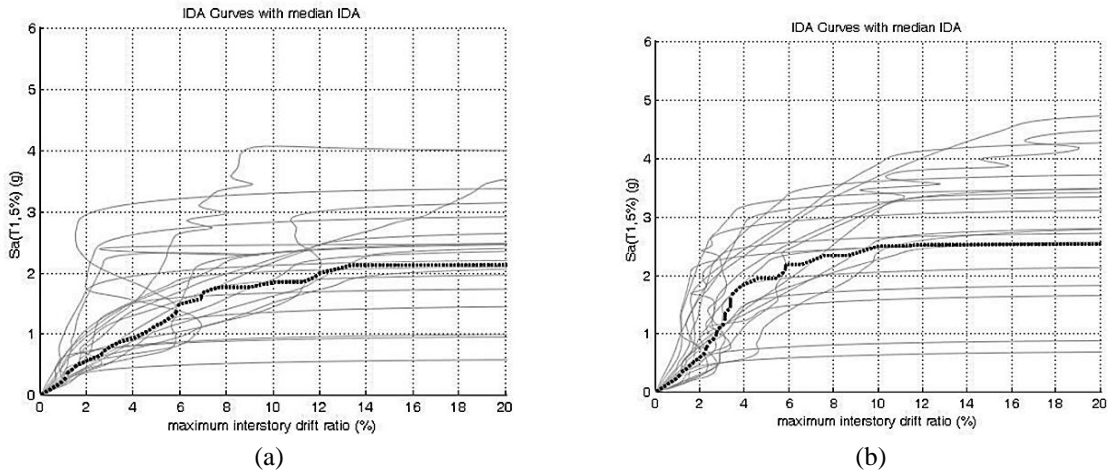 IDA Curves with median IDA
6
5
4
3
2
1
0
Sa(T1,5%) (g)
0 2 4 6 8 10 12 14 16 18 20
maximum interstory drift ratio (%)
(a)
IDA Curves with median IDA
6
5
4
3
2
1
0
Sa(T1,5%) (g)
0 2 4 6 8 10 12 14 16 18 20
maximum interstory drift ratio (%)
(b)